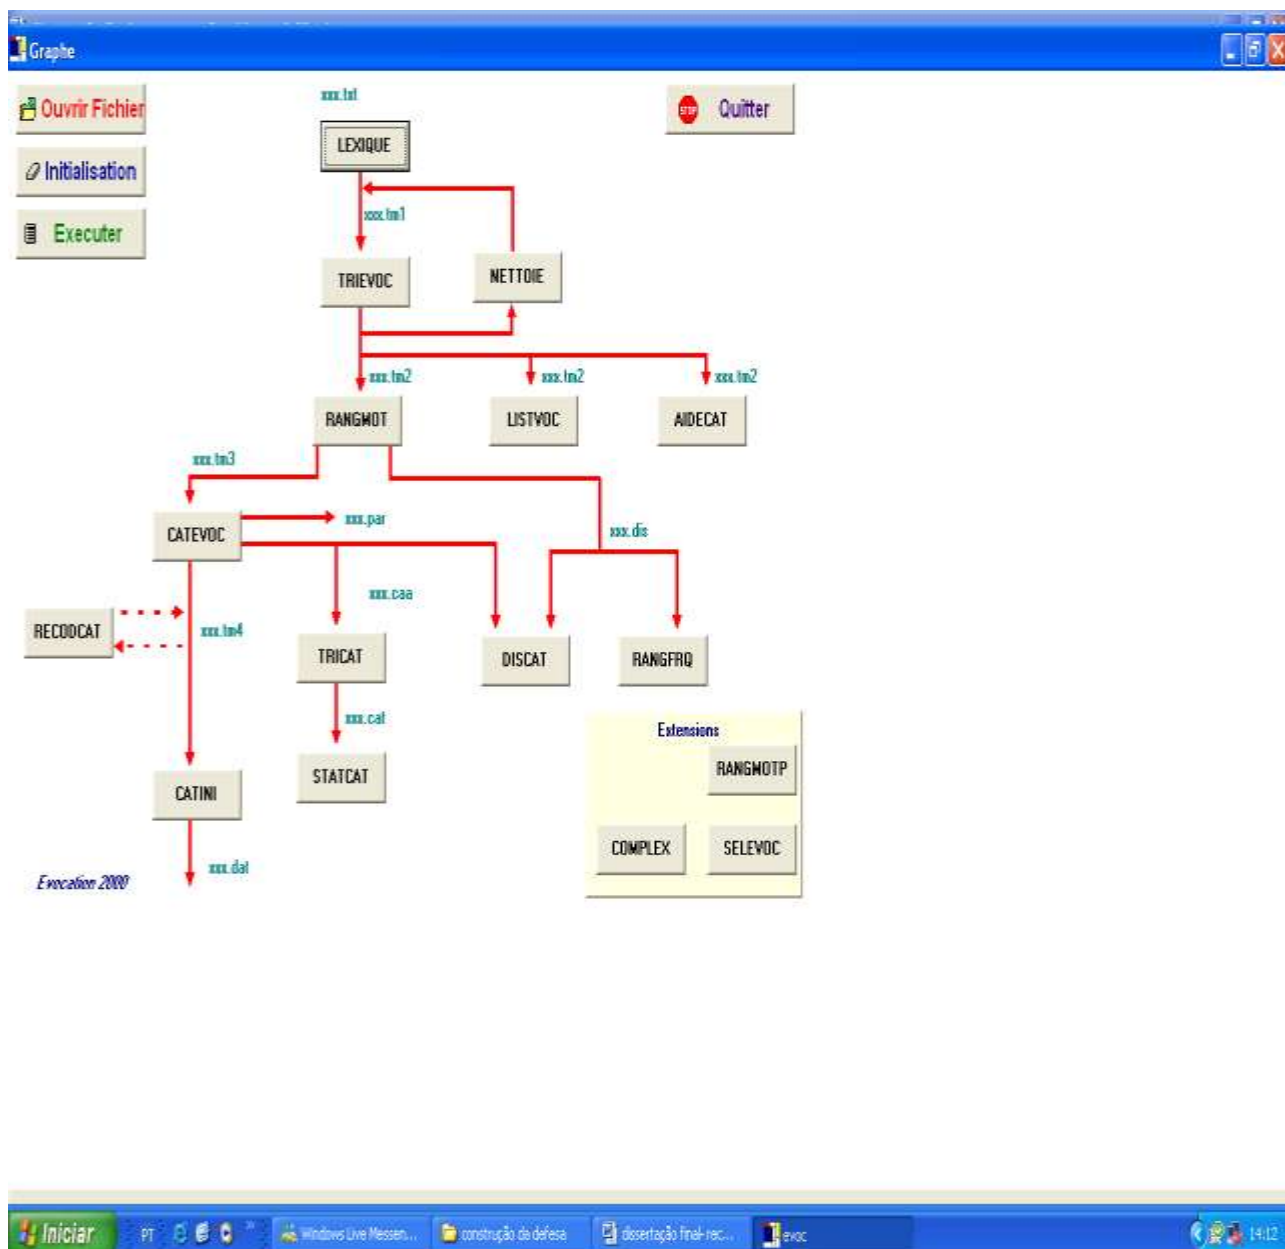 Graphe
Ouvrir Fichier
xxx.txt
Quitter
LEXIQUE
Initialisation
xxx.tm1
Executer
TRIEVOC
NETTOIE
xxx.tm2
xxx.tm2
xxx.tm2
RANGMOT
LISTVOC
AIDECAT
xxx.tm3
CATEVOC
xxx.par
xxx.dis
xxx.caa
RECODCAT
xxx.tm4
TRICAT
DISCAT
RANGFRQ
xxx.cat
Extensions
STATCAT
RANGMOTP
CATINI
COMPLEX
SELEVOC
xxx.dat
Evocation 2000
Iniciar
PT
Windows Live Messen...
construção da defesa
dissertação final-rec...
evoc
14:12